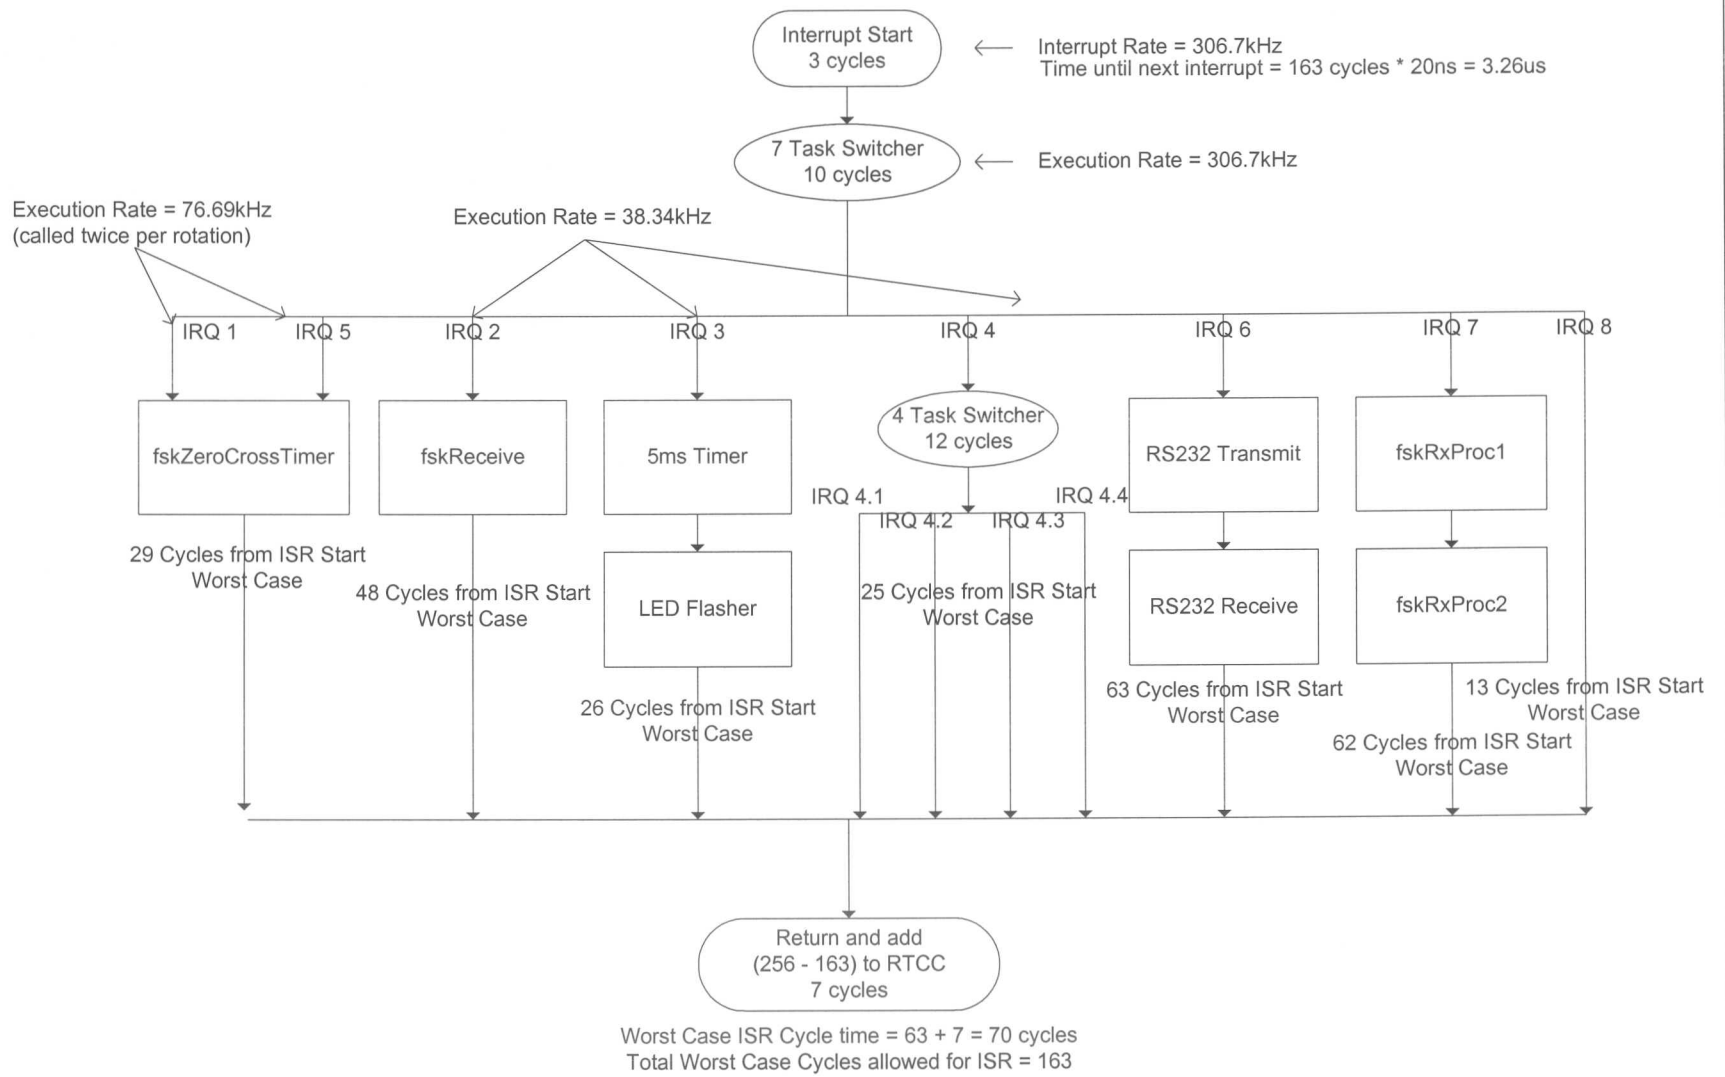 Interrupt Start
3 cycles
Interrupt Rate = 306.7kHz
Time until next interrupt = 163 cycles * 20ns = 3.26us
7 Task Switcher
10 cycles
Execution Rate = 306.7kHz
Execution Rate = 76.69kHz
(called twice per rotation)
Execution Rate = 38.34kHz
IRQ 1
IRQ 5
IRQ 2
IRQ 3
IRQ 4
IRQ 6
IRQ 7
IRQ 8
fskZeroCrossTimer
fskReceive
5ms Timer
4 Task Switcher
12 cycles
RS232 Transmit
fskRxProc1
IRQ 4.1
IRQ 4.2
IRQ 4.3
IRQ 4.4
29 Cycles from ISR Start
Worst Case
48 Cycles from ISR Start
Worst Case
LED Flasher
25 Cycles from ISR Start
Worst Case
RS232 Receive
fskRxProc2
26 Cycles from ISR Start
Worst Case
63 Cycles from ISR Start
Worst Case
13 Cycles from ISR Start
Worst Case
62 Cycles from ISR Start
Worst Case
Return and add
(256 - 163) to RTCC
7 cycles
Worst Case ISR Cycle time = 63 + 7 = 70 cycles
Total Worst Case Cycles allowed for ISR = 163